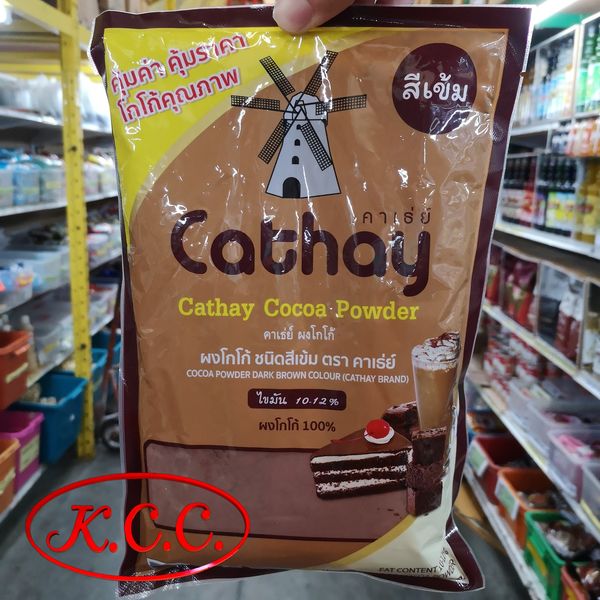 คุ้มค่า คุ้มราคา
โกโก้คุณภาพ
สีเข้ม
คาเธ่ย์
Cathay
Cathay Cocoa Powder
คาเธ่ย์ ผงโกโก้
ผงโกโก้ ชนิดสีเข้ม ตรา คาเธ่ย์
COCOA POWDER DARK BROWN COLOUR (CATHAY BRAND)
ไขมัน 10-12%
ผงโกโก้ 100%
K.C.C.
FAT CONTENT